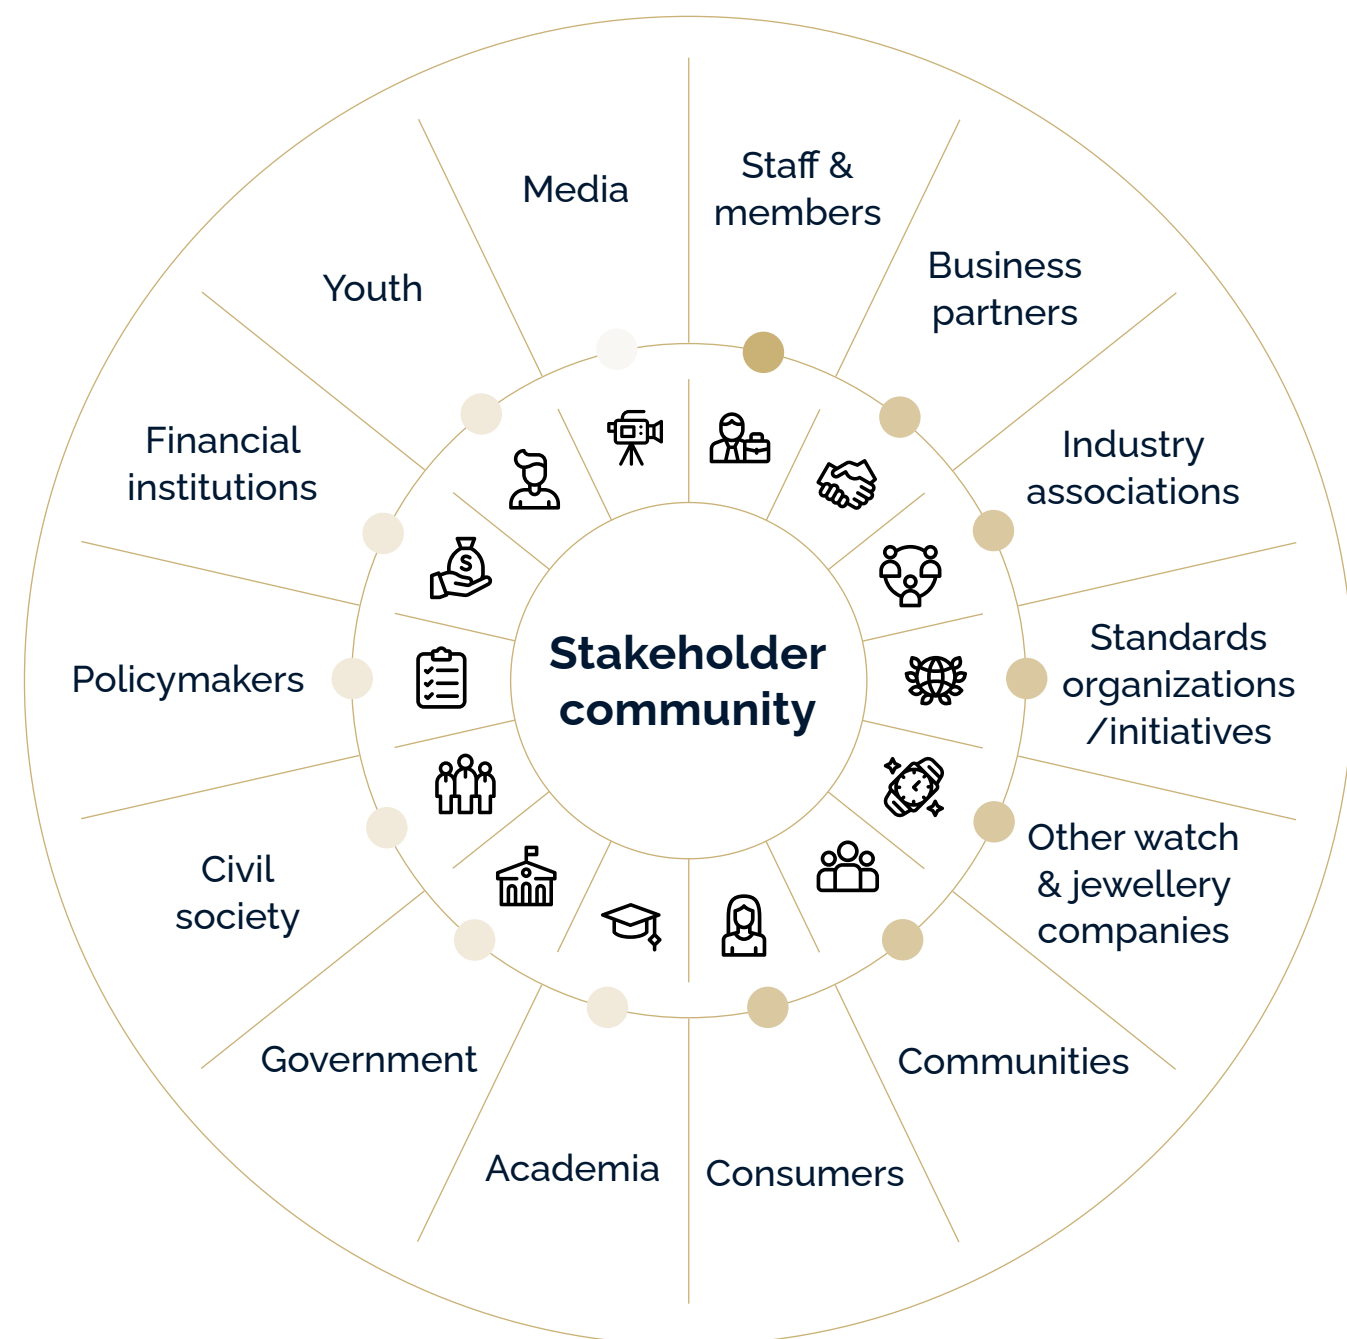 Stakeholder
community
Staff &
members
Business
partners
Industry
associations
Standards
organizations
/initiatives
Other watch
& jewellery
companies
Communities
Consumers
Academia
Government
Civil
society
Policymakers
Financial
institutions
Youth
Media